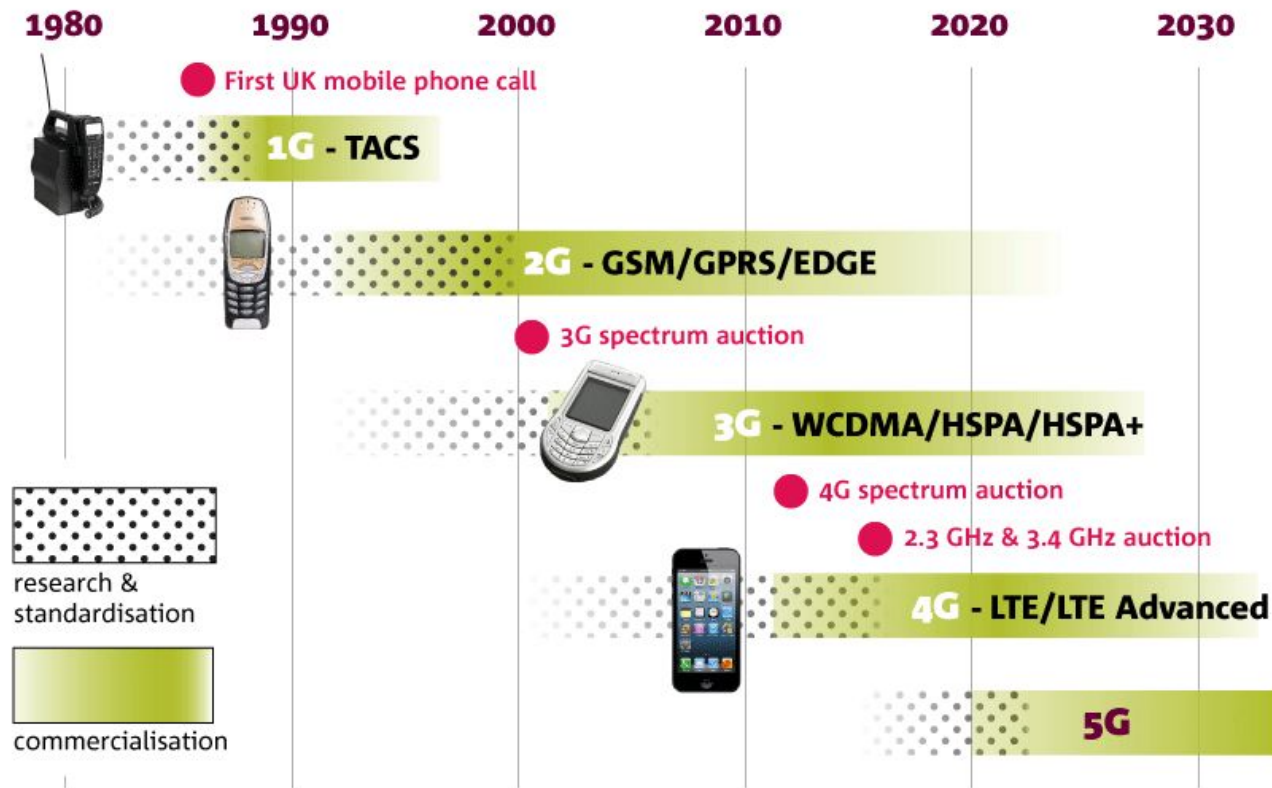 1980 1990 2000 2010 2020 2030
First UK mobile phone call
1G - TACS
2G - GSM/GPRS/EDGE
3G spectrum auction
3G - WCDMA/HSPA/HSPA+
4G spectrum auction
2.3 GHz & 3.4 GHz auction
4G - LTE/LTE Advanced
5G
research &
standardisation
commercialisation